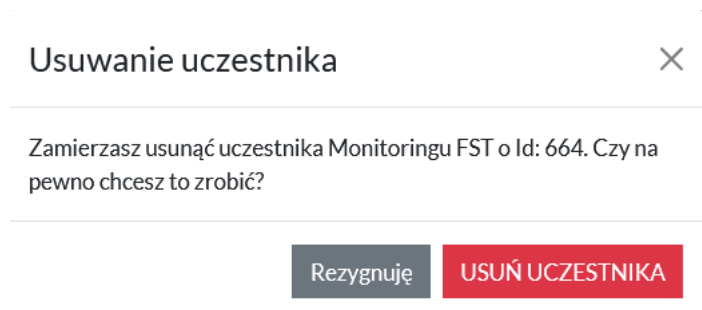 Usuwanie uczestnika
Zamierzasz usunąć uczestnika Monitoringu FST o Id: 664. Czy na
pewno chcesz to zrobić?
Rezygnuję
USUŃ UCZESTNIKA